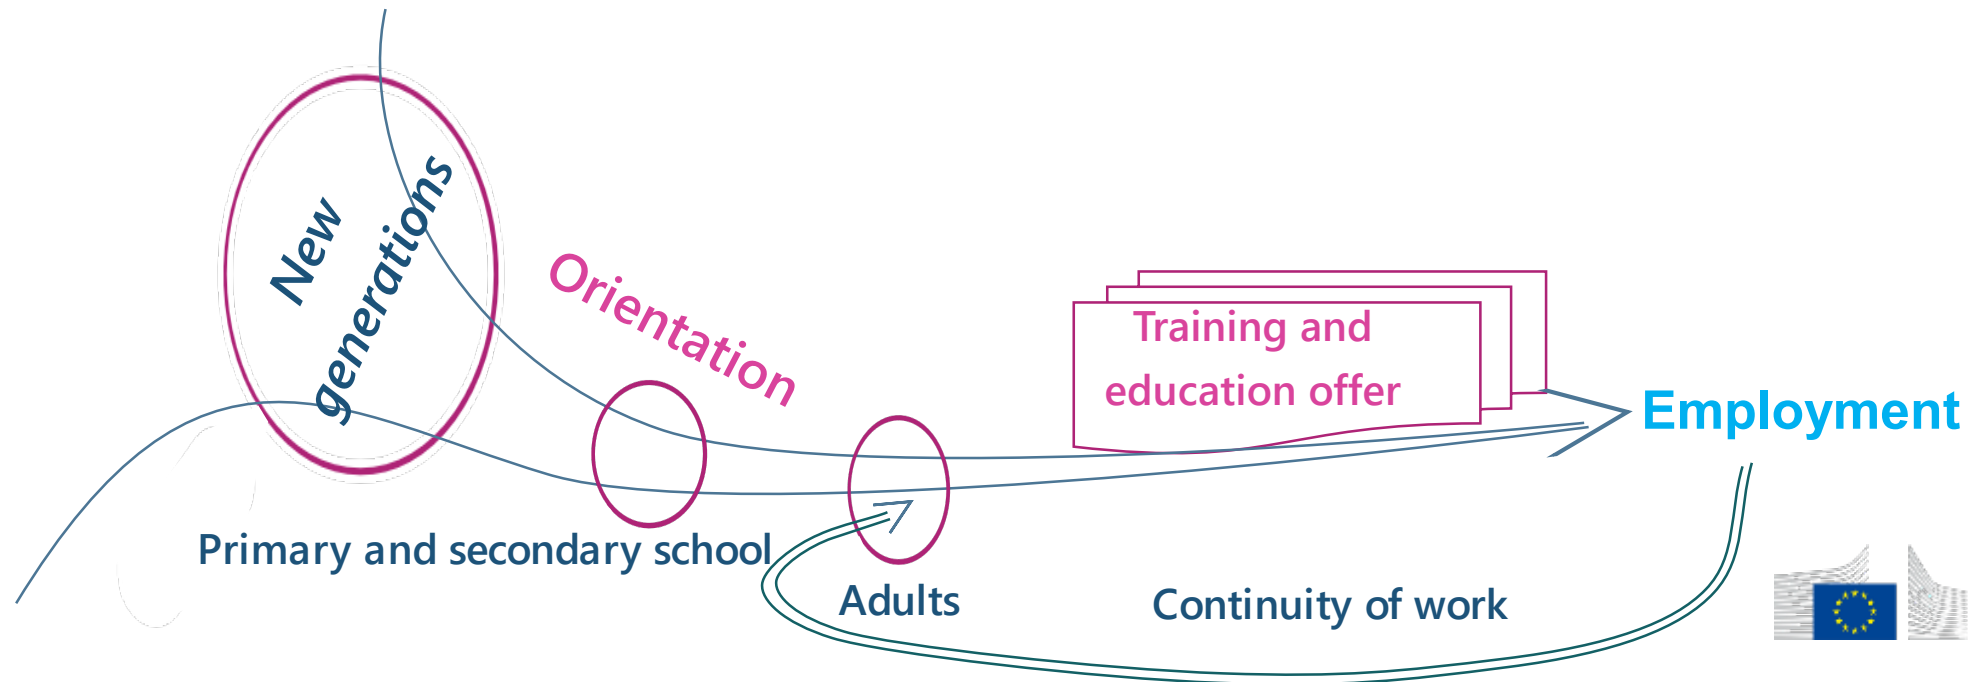 New
generations
Orientation
Training and
education offer
Employment
Primary and secondary school
Adults
Continuity of work